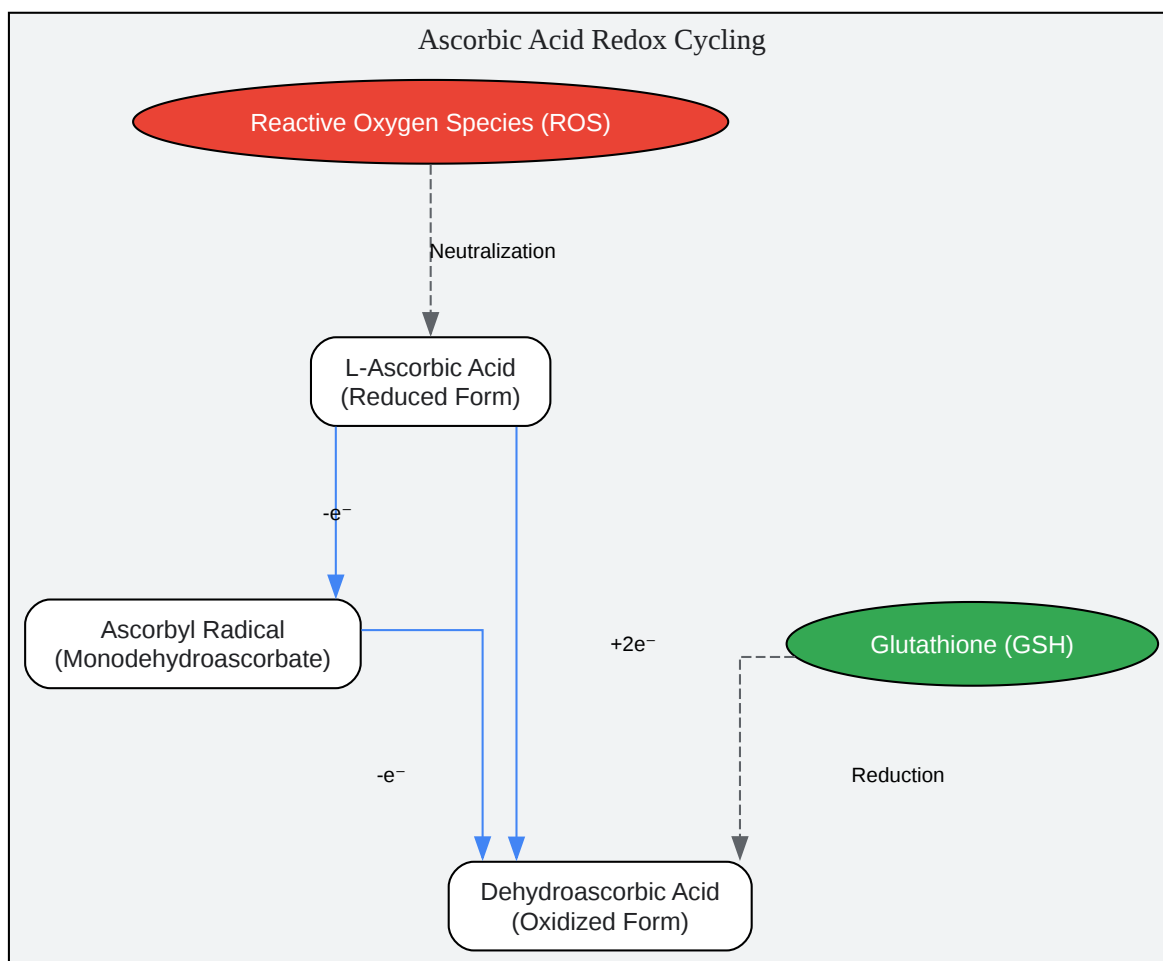 Ascorbic Acid Redox Cycling
Reactive Oxygen Species (ROS)
Neutralization
L-Ascorbic Acid
(Reduced Form)
-e⁻
Ascorbyl Radical
(Monodehydroascorbate)
+2e⁻
Glutathione (GSH)
-e⁻
Reduction
Dehydroascorbic Acid
(Oxidized Form)